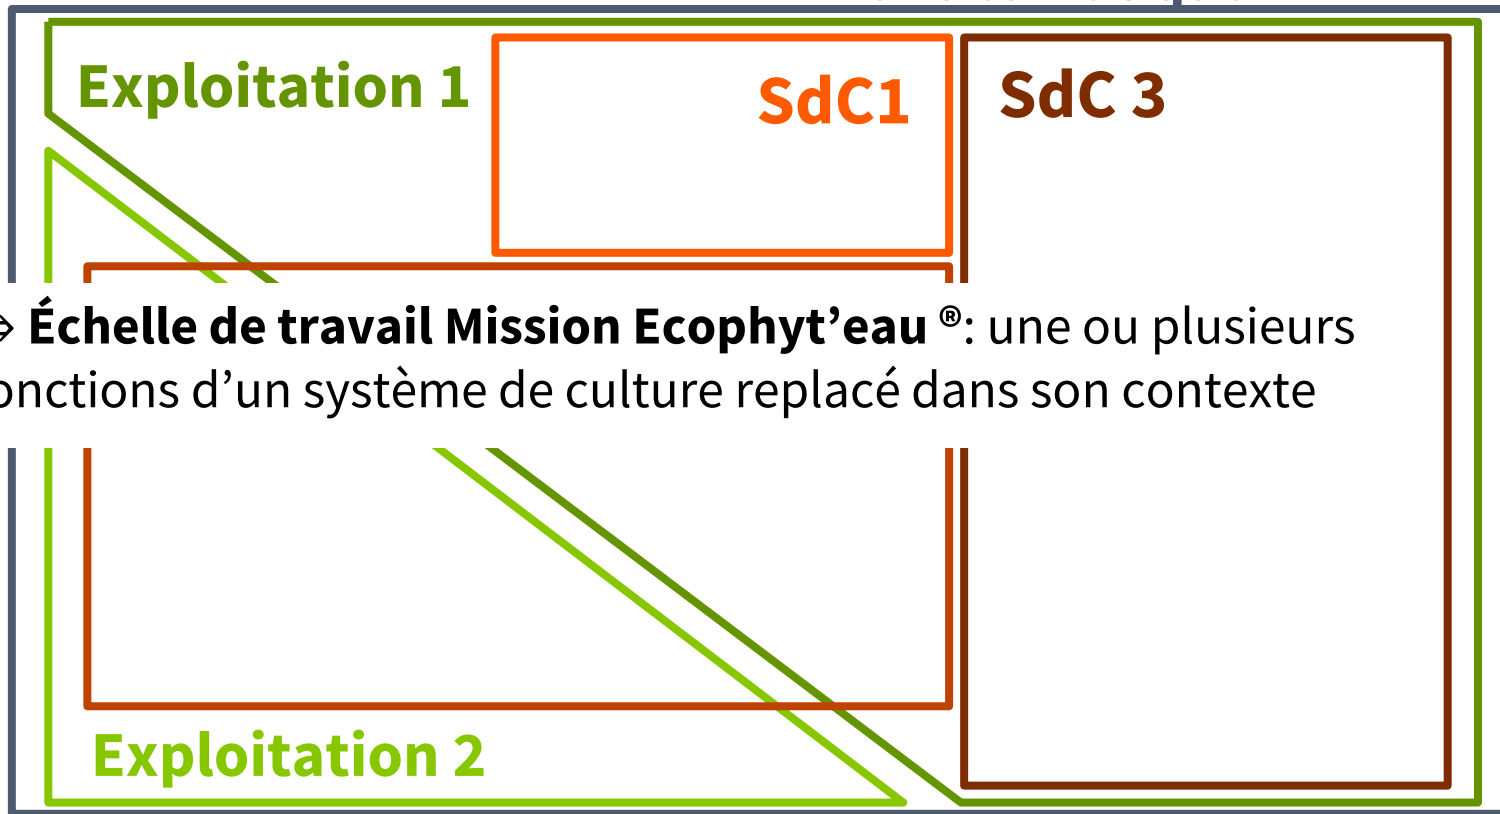 Exploitation 1
SdC1
SdC 3
Échelle de travail Mission Ecophyt’eau ®: une ou plusieurs
onctions d’un système de culture replacé dans son contexte
Exploitation 2